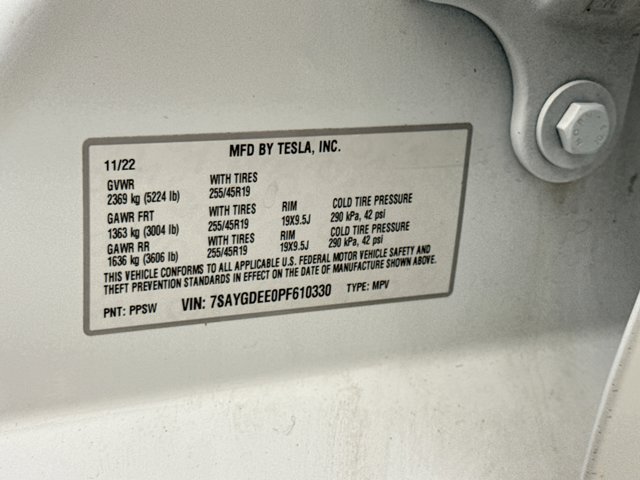 MFD BY TESLA, INC.
11/22
GVWR WITH TIRES
2369 kg (5224 lb) 255/45R19
GAWR FRT WITH TIRES RIM COLD TIRE PRESSURE
1363 kg (3004 lb) 255/45R19 19X9.5J 290 kPa, 42 psi
GAWR RR WITH TIRES RIM COLD TIRE PRESSURE
1636 kg (3606 lb) 255/45R19 19X9.5J 290 kPa, 42 psi
THIS VEHICLE CONFORMS TO ALL APPLICABLE U.S. FEDERAL MOTOR VEHICLE SAFETY AND
THEFT PREVENTION STANDARDS IN EFFECT ON THE DATE OF MANUFACTURE SHOWN ABOVE.
PNT: PPSW VIN: 7SAYGDEE0PF610330 TYPE: MPV